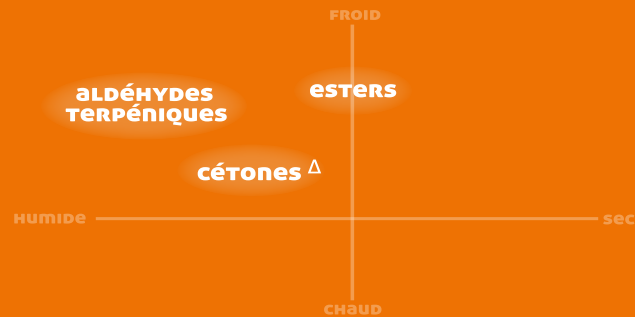 FROID
aLDéHYDes
TeRPéNIQUes
esTeRs
céTones Δ
HUMIDe
sec
CHaUD